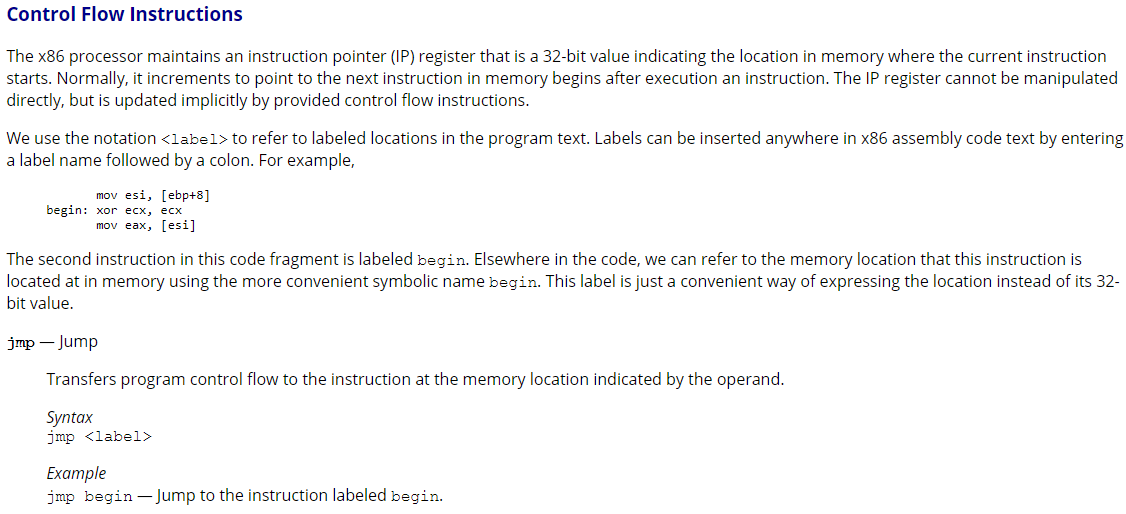 Control Flow Instructions
The x86 processor maintains an instruction pointer (IP) register that is a 32-bit value indicating the location in memory where the current instruction
starts. Normally, it increments to point to the next instruction in memory begins after execution an instruction. The IP register cannot be manipulated
directly, but is updated implicitly by provided control flow instructions.
We use the notation <label> to refer to labeled locations in the program text. Labels can be inserted anywhere in x86 assembly code text by entering
a label name followed by a colon. For example,
mov esi, [ebp+8]
begin: xor ecx, ecx
mov eax, [esi]
The second instruction in this code fragment is labeled begin. Elsewhere in the code, we can refer to the memory location that this instruction is
located at in memory using the more convenient symbolic name begin. This label is just a convenient way of expressing the location instead of its 32-
bit value.
jmp — Jump
Transfers program control flow to the instruction at the memory location indicated by the operand.
Syntax
jmp <label>
Example
jmp begin — Jump to the instruction labeled begin.